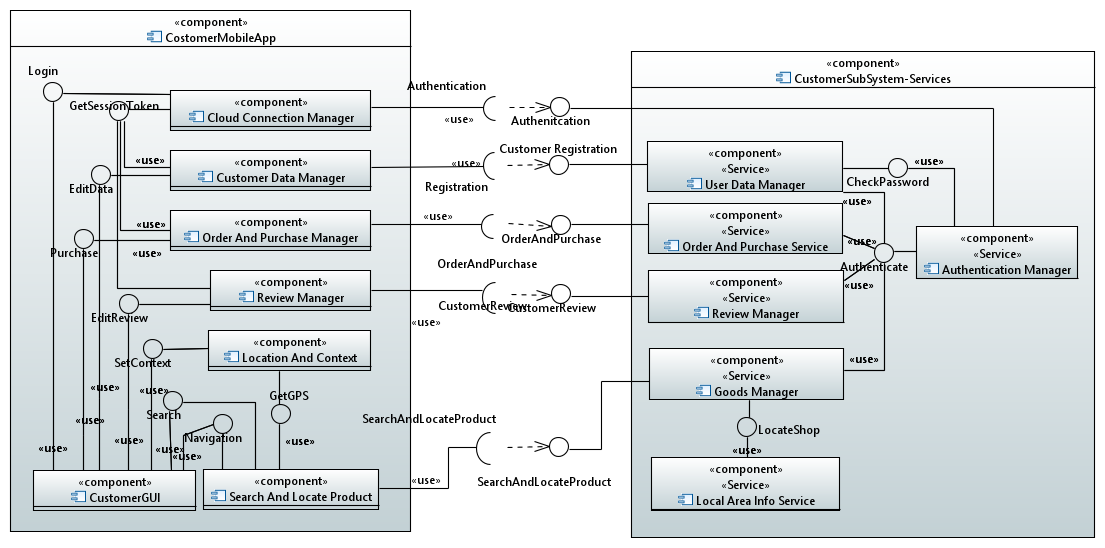 «component»
CostomerMobileApp
Login
GetSessionToken
«component»
Cloud Connection Manager
«use»
«component»
Customer Data Manager
EditData
«use»
«component»
Order And Purchase Manager
Purchase
«use»
«component»
Review Manager
EditReview
«component»
Location And Context
SetContext
«use»
«use»
GetGPS
Search
«use»
Navigation
«use»
«use»
«use»
«use»
«use»
«component»
CustomerGUI
«component»
Search And Locate Product
Authentication
«use»
Authenitcation
Customer Registration
«use»
Registration
«use»
OrderAndPurchase
OrderAndPurchase
CustomerReview
CustomerReview
«use»
SearchAndLocateProduct
«use»
SearchAndLocateProduct
«component»
CustomerSubSystem-Services
«component»
«Service»
User Data Manager
«use»
CheckPassword
«use»
«component»
«Service»
Order And Purchase Service
«use»
Authenticate
«component»
«Service»
Authentication Manager
«component»
«Service»
Review Manager
«use»
«component»
«Service»
Goods Manager
«use»
LocateShop
«use»
«component»
«Service»
Local Area Info Service